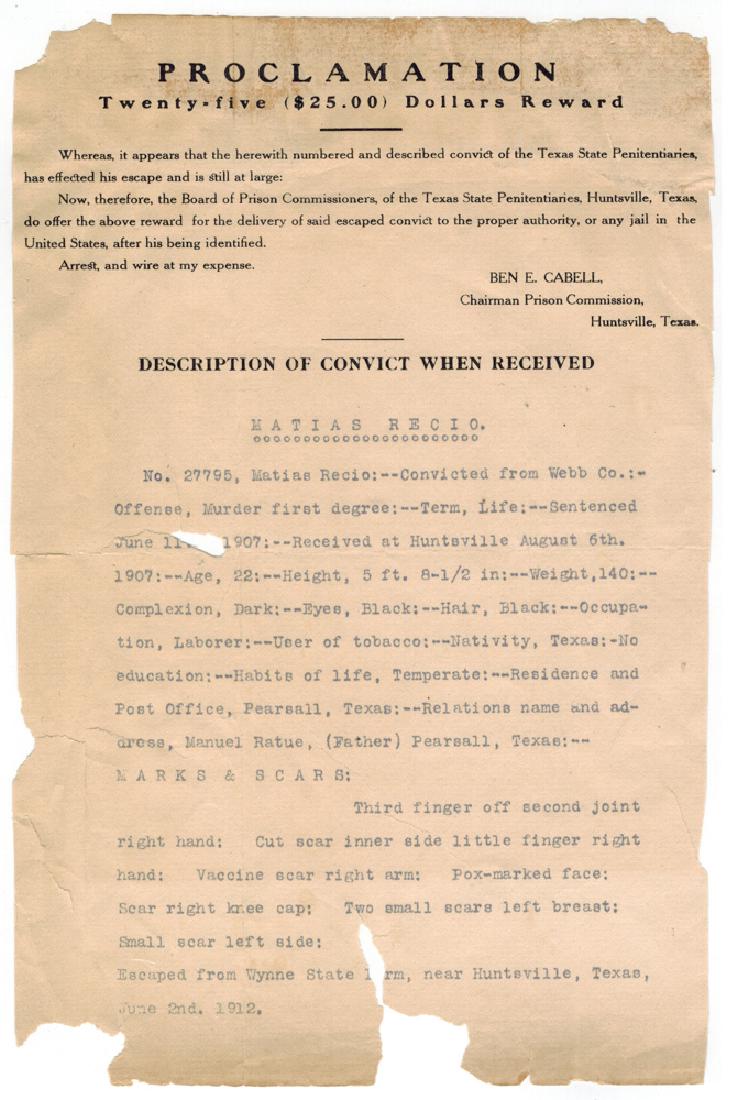 PROCLAMATION
Twenty-five ($25.00) Dollars Reward
Whereas, it appears that the herewith numbered and described convict of the Texas State Penitentiaries,
has effected his escape and is still at large:
Now, therefore, the Board of Prison Commissioners, of the Texas State Penitentiaries, Huntsville, Texas,
do offer the above reward for the delivery of said escaped convict to the proper authority, or any jail in the
United States, after his being identified.
Arrest, and wire at my expense.
BEN E. CABELL,
Chairman Prison Commission,
Huntsville, Texas.
DESCRIPTION OF CONVICT WHEN RECEIVED
MATIAS RECIO.
No. 27795, Matias Recio:--Convicted from Webb Co.:-
Offense, Murder first degree:--Term, Life:--Sentenced
June 11 1907:--Received at Huntsville August 6th.
1907:--Age, 22:--Height, 5 ft. 8-1/2 in:--Weight,140:--
Complexion, Dark:--Eyes, Black:--Hair, Black:--Occupa-
tion, Laborer:--User of tobacco:--Nativity, Texas:-No
education:--Habits of life, Temperate:--Residence and
Post Office, Pearsall, Texas:--Relations name and ad-
dress, Manuel Ratue, (Father) Pearsall, Texas:--
MARKS & SCARS:
Third finger off second joint
right hand: Cut scar inner side little finger right
hand: Vaccine scar right arm: Pox-marked face:
Scar right knee cap: Two small scars left breast:
Small scar left side:
Escaped from Wynne State rm, near Huntsville, Texas,
June 2nd. 1912.